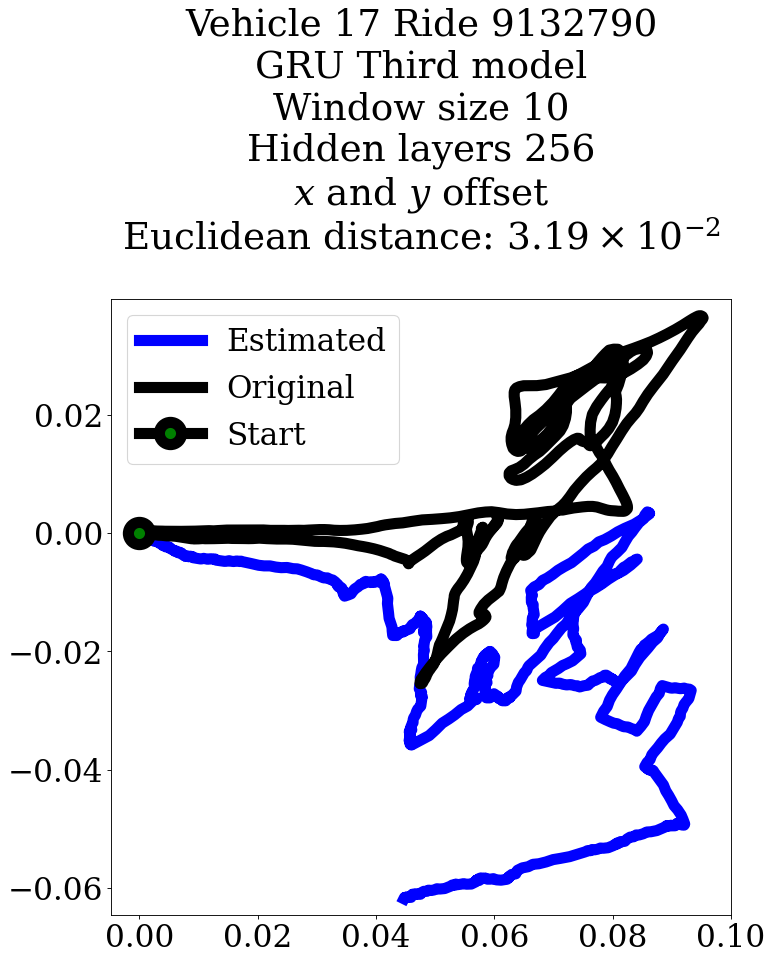 Vehicle 17 Ride 9132790
GRU Third model
Window size 10
Hidden layers 256
x and y offset
Euclidean distance: 3.19 × 10⁻²
Estimated
Original
Start
0.02
0.00
−0.02
−0.04
−0.06
0.00 0.02 0.04 0.06 0.08 0.10